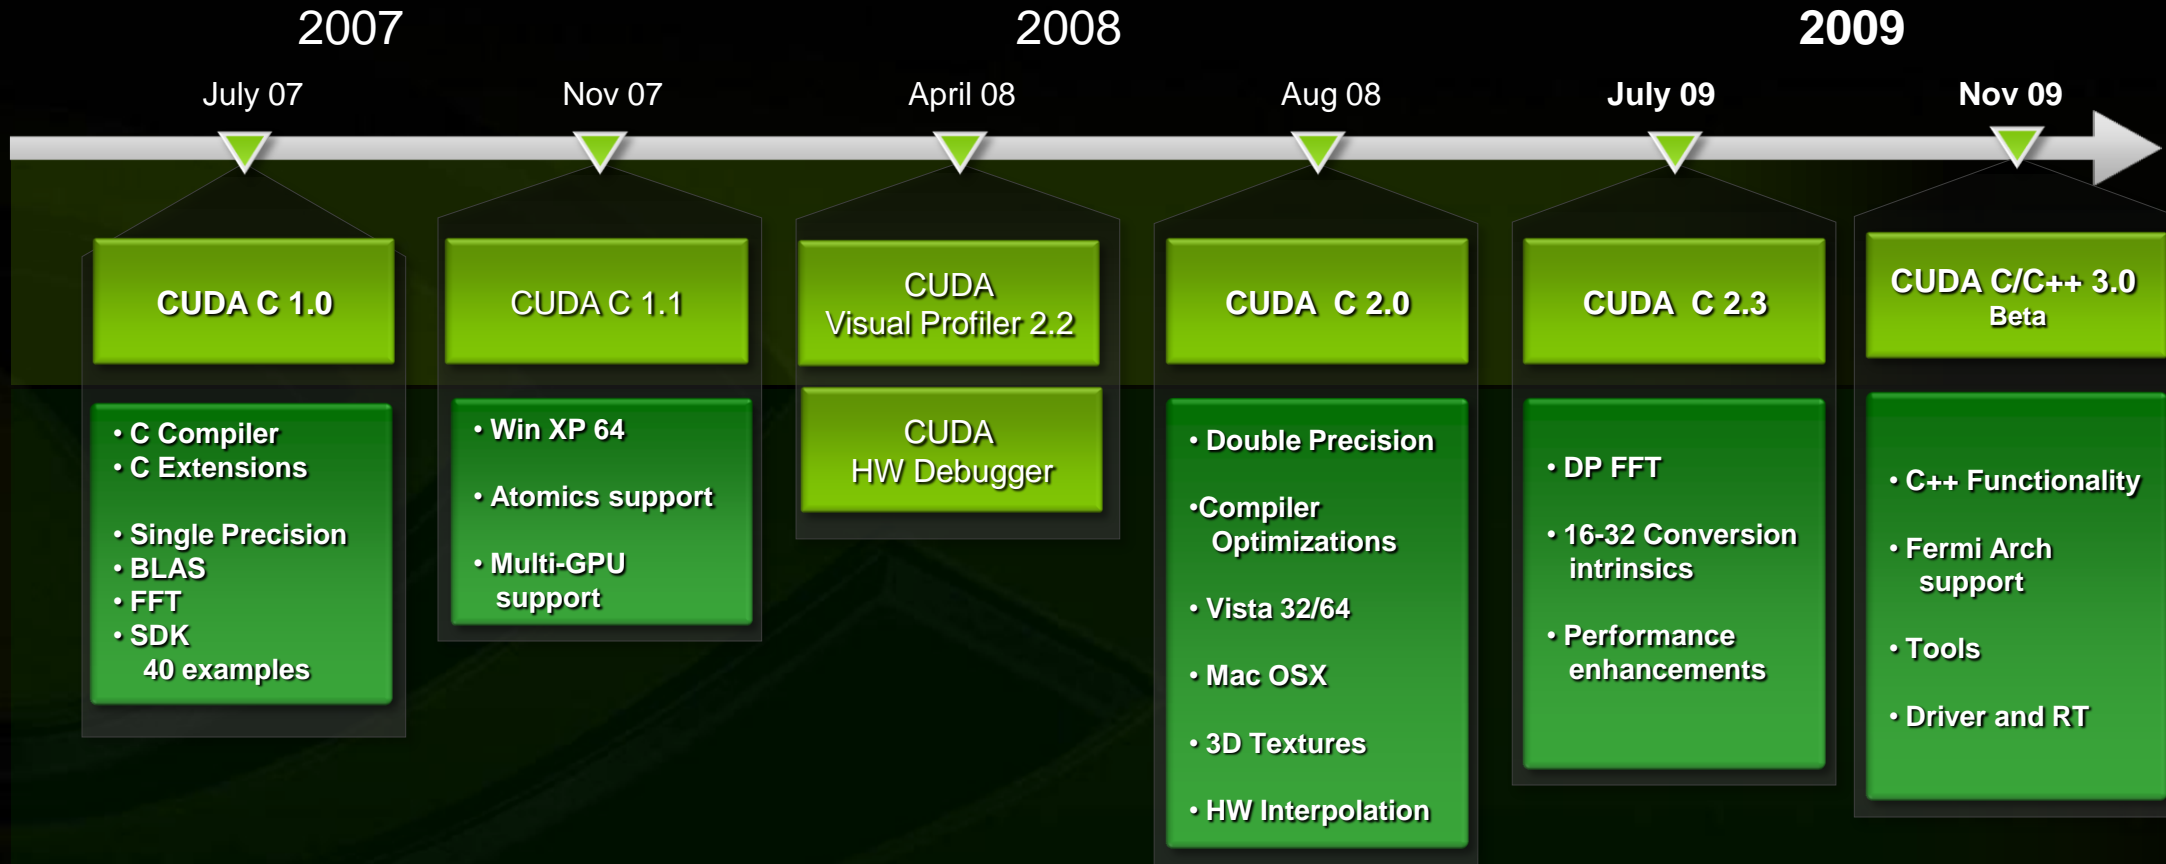 2007
2008
2009
July 07
Nov 07
April 08
Aug 08
July 09
Nov 09
CUDA C 1.0
• C Compiler
• C Extensions
• Single Precision
• BLAS
• FFT
• SDK
40 examples
CUDA C 1.1
• Win XP 64
• Atomics support
• Multi-GPU
support
CUDA
Visual Profiler 2.2
CUDA
HW Debugger
CUDA C 2.0
• Double Precision
•Compiler
Optimizations
• Vista 32/64
• Mac OSX
• 3D Textures
• HW Interpolation
CUDA C 2.3
• DP FFT
• 16-32 Conversion
intrinsics
• Performance
enhancements
CUDA C/C++ 3.0
Beta
• C++ Functionality
• Fermi Arch
support
• Tools
• Driver and RT